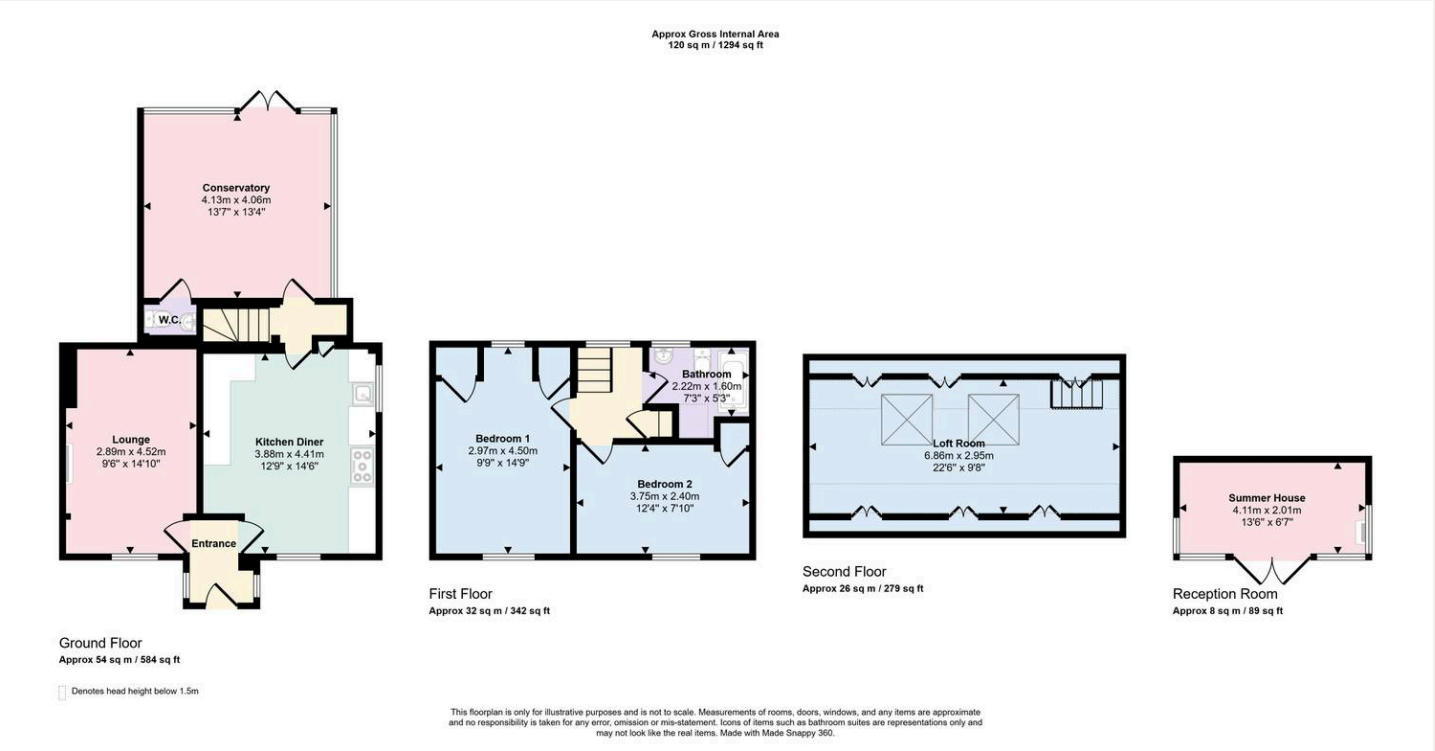 Approx Gross Internal Area
120 sq m / 1294 sq ft
Conservatory
4.13m x 4.06m
13'7" x 13'4"
W.C.
Lounge
2.89m x 4.52m
9'6" x 14'10"
Kitchen Diner
3.88m x 4.41m
12'9" x 14'6"
Entrance
Ground Floor
Approx 54 sq m / 584 sq ft
Denotes head height below 1.5m
Bedroom 1
2.97m x 4.50m
9'9" x 14'9"
Bathroom
2.22m x 1.60m
7'3" x 5'3"
Bedroom 2
3.75m x 2.40m
12'4" x 7'10"
First Floor
Approx 32 sq m / 342 sq ft
Loft Room
6.86m x 2.95m
22'6" x 9'8"
Second Floor
Approx 26 sq m / 279 sq ft
Summer House
4.11m x 2.01m
13'6" x 6'7"
Reception Room
Approx 8 sq m / 89 sq ft
This floorplan is only for illustrative purposes and is not to scale. Measurements of rooms, doors, windows, and any items are approximate
and no responsibility is taken for any error, omission or mis-statement. Icons of items such as bathroom suites are representations only and
may not look like the real items. Made with Made Snappy 360.